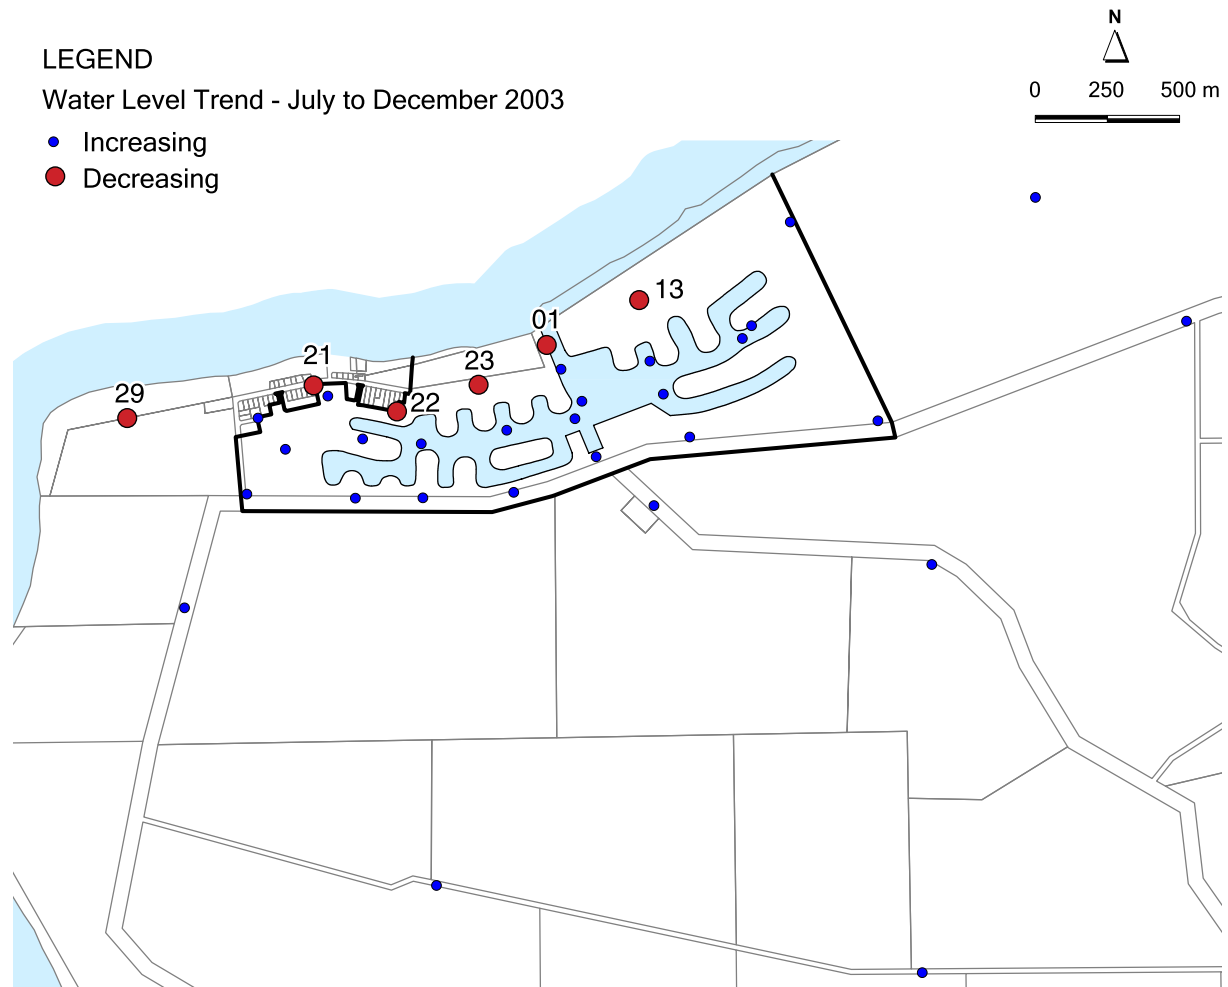 N
LEGEND
0 250 500 m
Water Level Trend - July to December 2003
Increasing
Decreasing
13
01
21
23
29
22